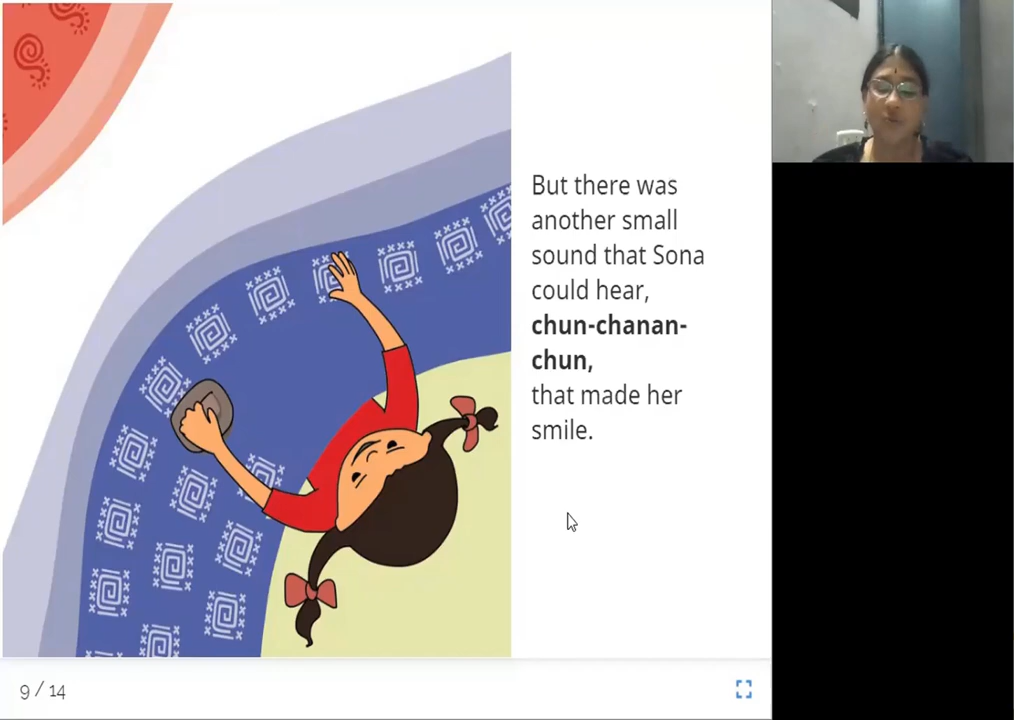 But there was
another small
sound that Sona
could hear,
chun-chanan-
chun,
that made her
smile.
9 / 14